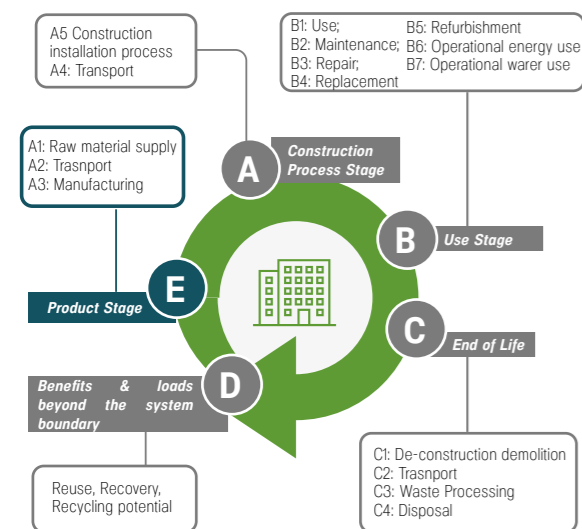 A5 Construction
installation process
A4: Transport
B1: Use;
B2: Maintenance;
B3: Repair;
B4: Replacement
B5: Refurbishment
B6: Operational energy use
B7: Operational warer use
A1: Raw material supply
A2: Trasnport
A3: Manufacturing
A
Construction
Process Stage
B
Use Stage
E
Product Stage
C
End of Life
D
Benefits & loads
beyond the system
boundary
Reuse, Recovery,
Recycling potential
C1: De-construction demolition
C2: Trasnport
C3: Waste Processing
C4: Disposal